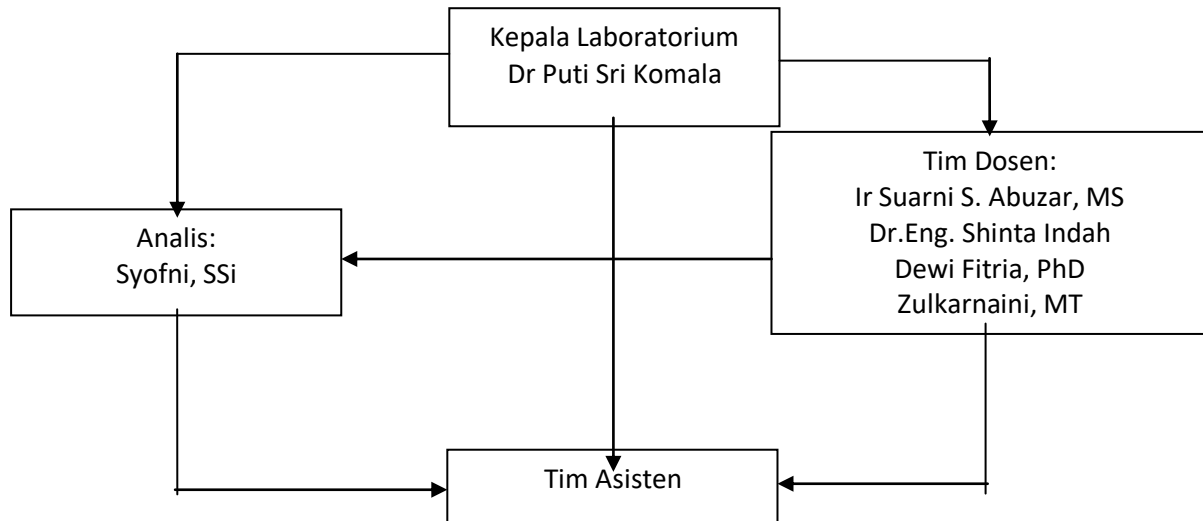 Kepala Laboratorium
Dr Puti Sri Komala
Tim Dosen:
Ir Suarni S. Abuzar, MS
Dr.Eng. Shinta Indah
Dewi Fitria, PhD
Zulkarnaini, MT
Analis:
Syofni, SSi
Tim Asisten